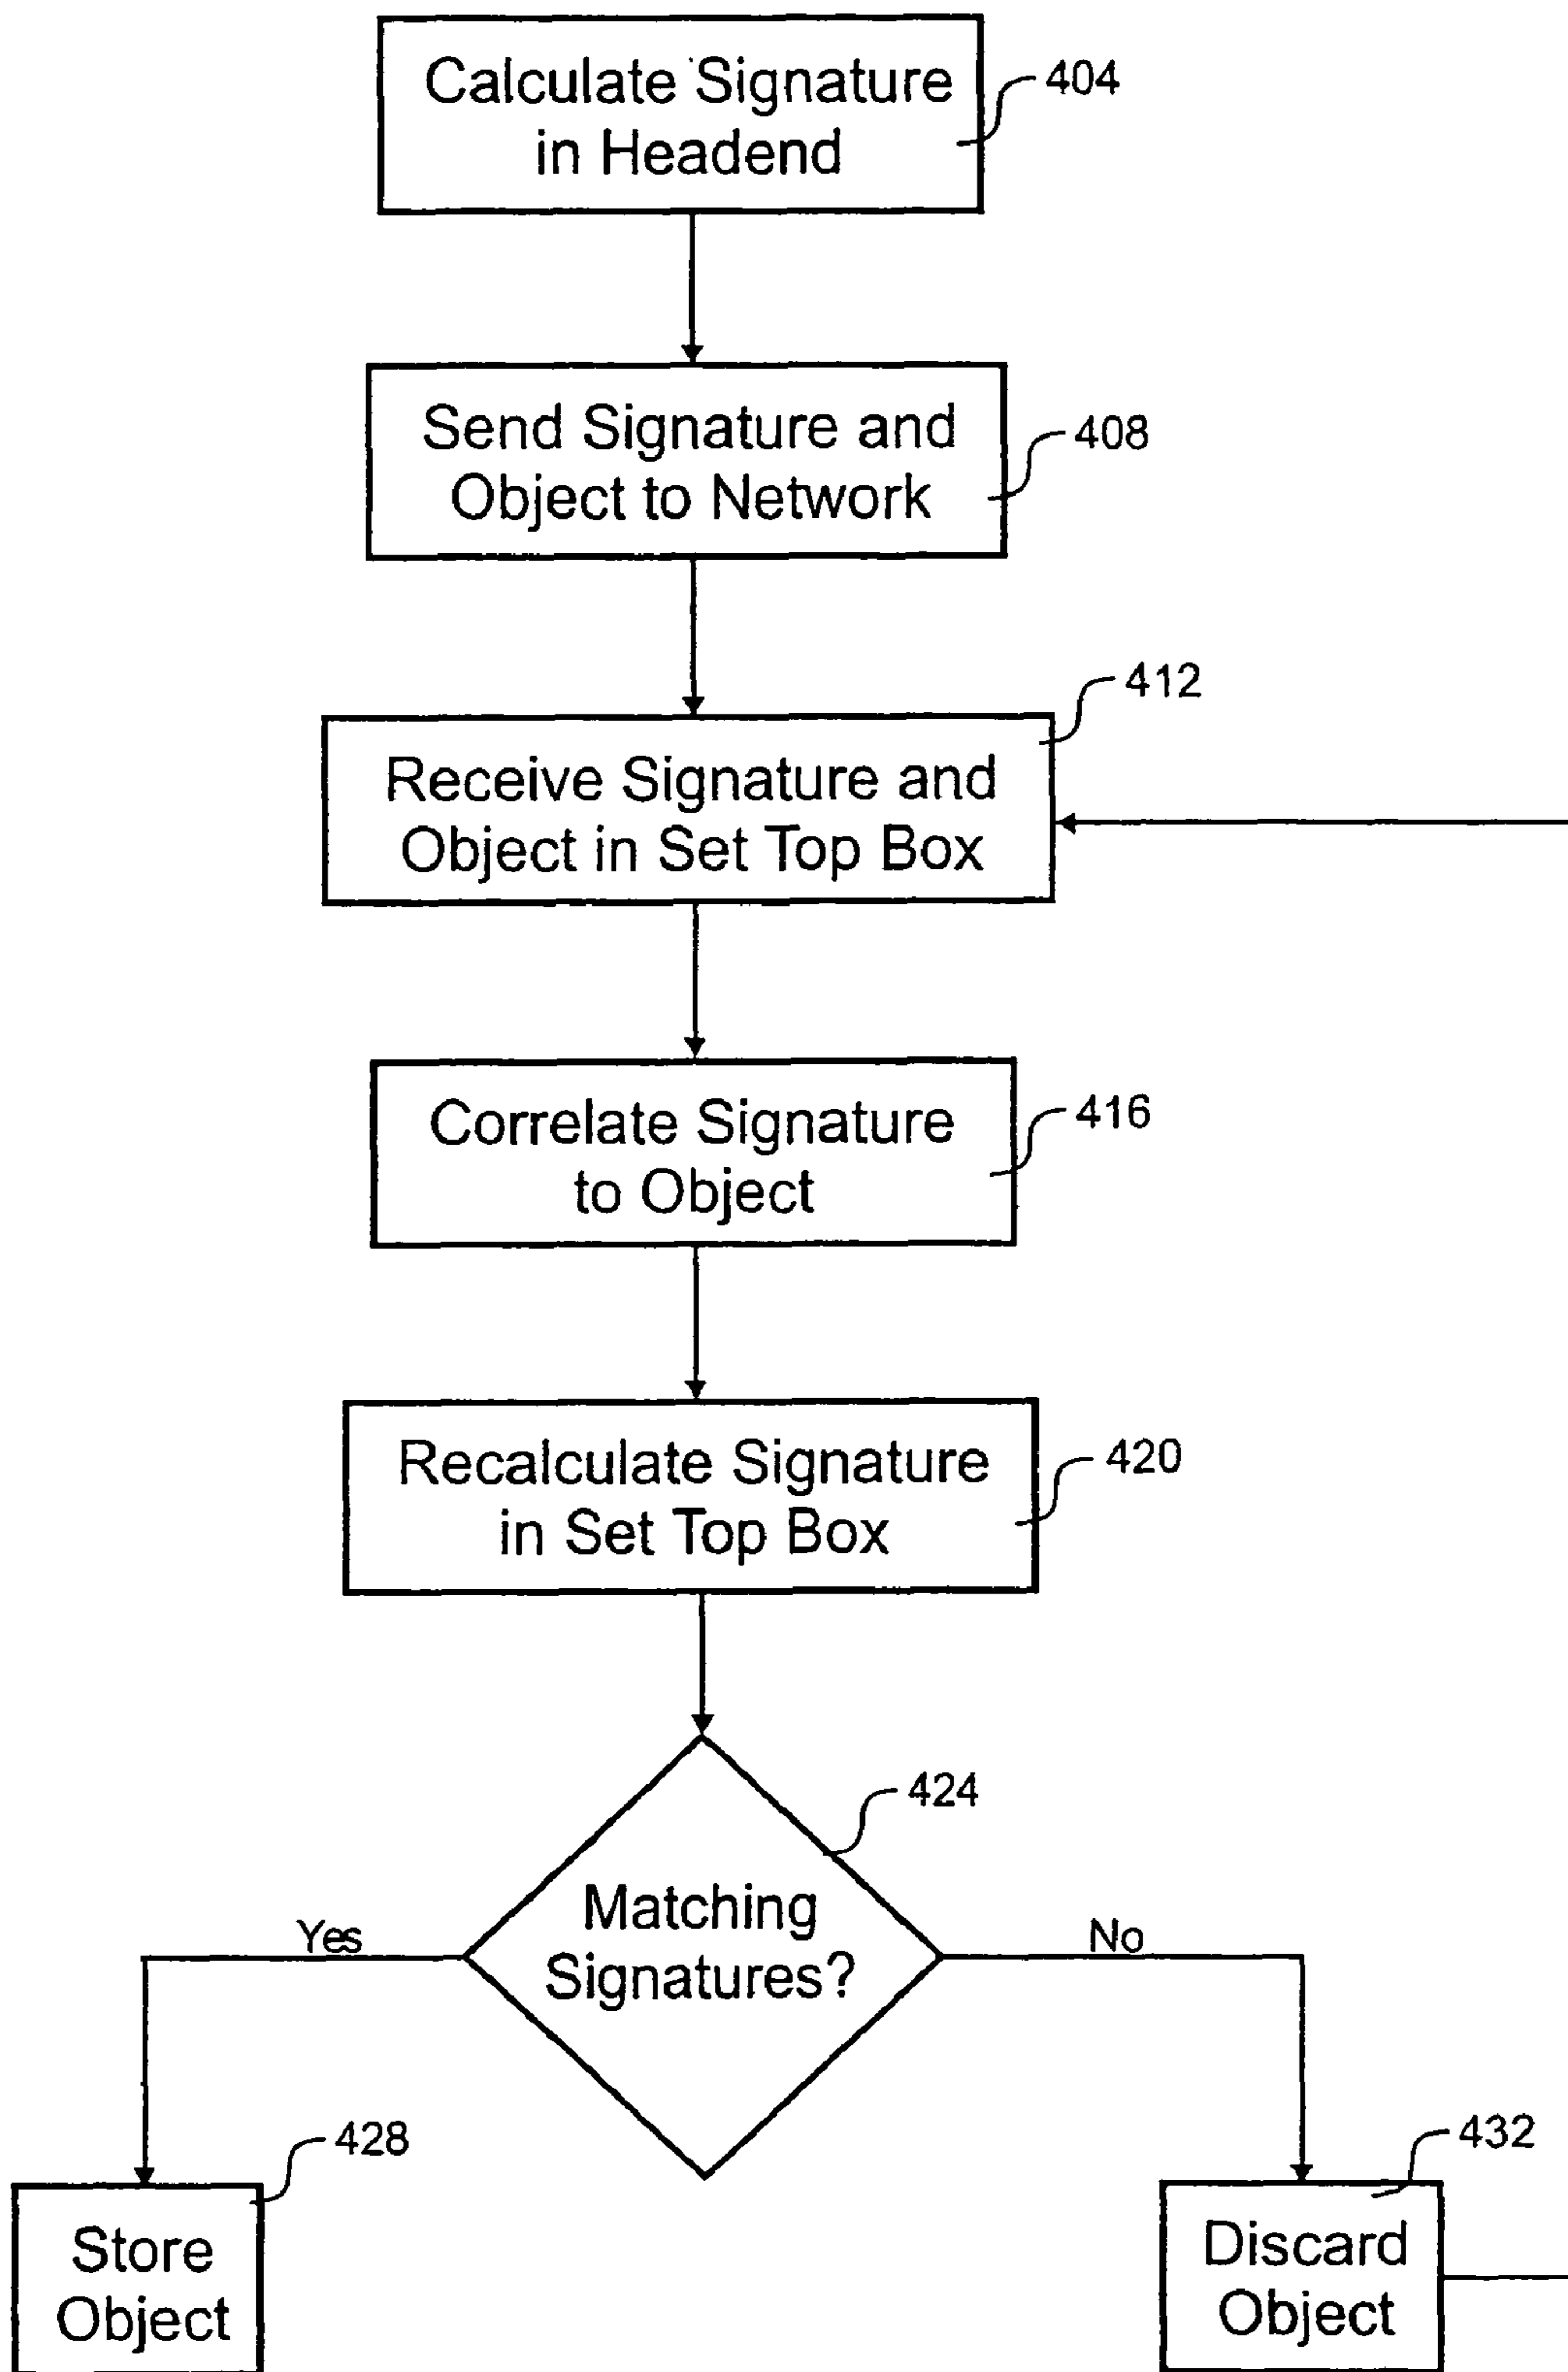 Calculate Signature
in Headend
404
Send Signature and
Object to Network
408
412
Receive Signature and
Object in Set Top Box
Correlate Signature
to Object
416
Recalculate Signature
in Set Top Box
420
424
Matching
Signatures?
Yes
No
428
Store
Object
432
Discard
Object